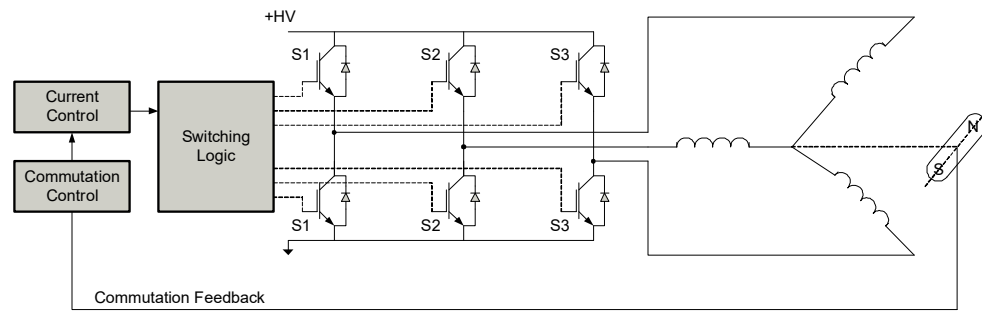 +HV
S1
S2
S3
Current
Control
Switching
Logic
Commutation
Control
N
S
S1
S2
S3
Commutation Feedback